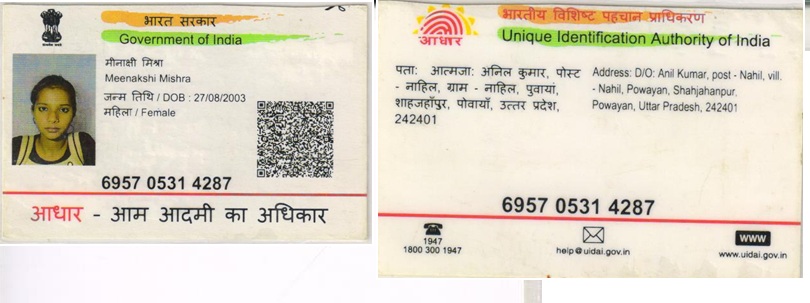 भारत सरकार
Government of India
मीनाक्षी मिश्रा
Meenakshi Mishra
जन्म तिथि / DOB : 27/08/2003
महिला / Female
6957 0531 4287
आधार - आम आदमी का अधिकार
भारतीय विशिष्ट पहचान प्राधिकरण
आधार
Unique Identification Authority of India
पता: आत्मजा: अनिल कुमार, पोस्ट
- नाहिल, ग्राम - नाहिल, पुवायां,
शाहजहाँपुर, पोवायाँ, उत्तर प्रदेश,
242401
Address: D/O: Anil Kumar, post - Nahil, vill.
- Nahil, Powayan, Shahjahanpur,
Powayan, Uttar Pradesh, 242401
6957 0531 4287
1947
1800 300 1947
help@uidai.gov.in
www
www.uidai.gov.in